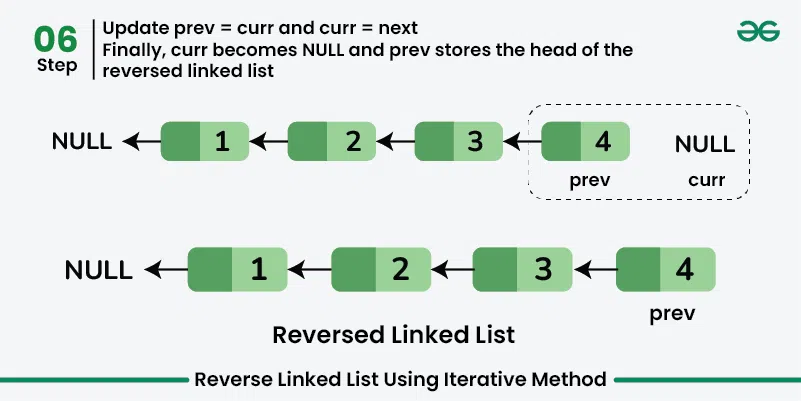 06
Step
Update prev = curr and curr = next
Finally, curr becomes NULL and prev stores the head of the
reversed linked list
NULL 1 2 3 4 NULL
prev curr
NULL 1 2 3 4
prev
Reversed Linked List
Reverse Linked List Using Iterative Method